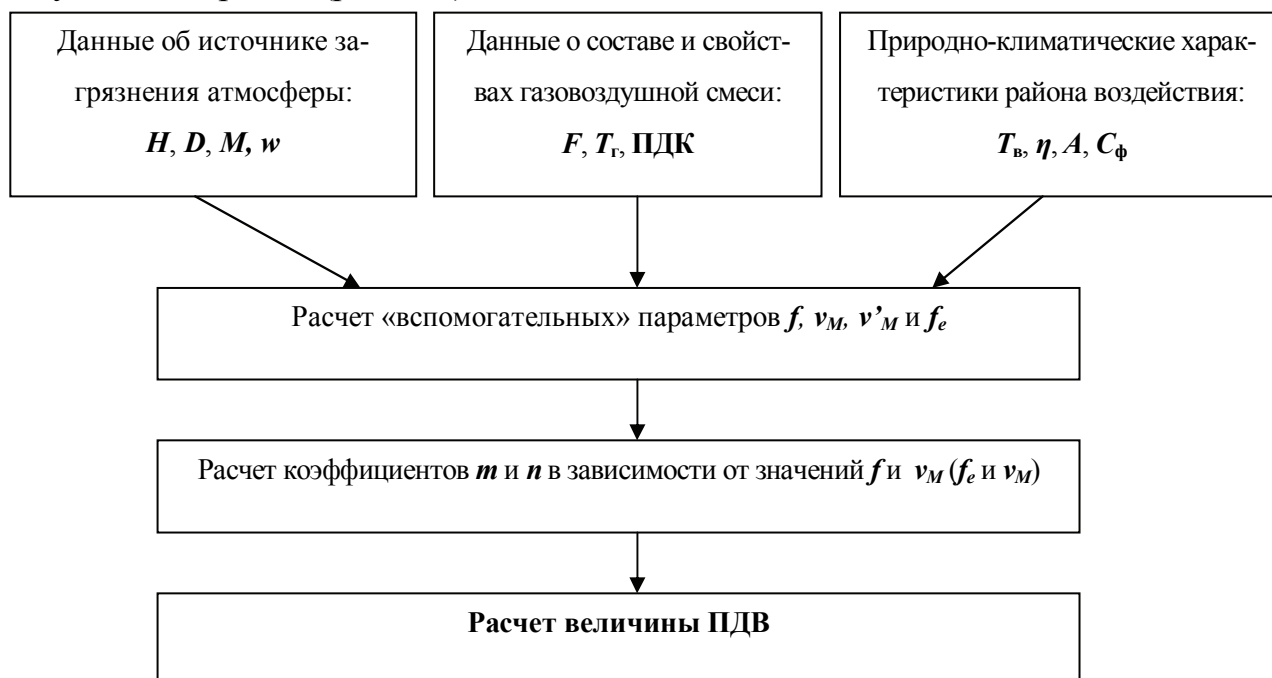 Данные об источнике за-
грязнения атмосферы:
H, D, M, w
Данные о составе и свойст-
вах газовоздушной смеси:
F, Tг, ПДК
Природно-климатические харак-
теристики района воздействия:
Tв, η, A, Cф
Расчет «вспомогательных» параметров f, vM, v’M и fe
Расчет коэффициентов m и n в зависимости от значений f и vM (fe и vM)
Расчет величины ПДВ